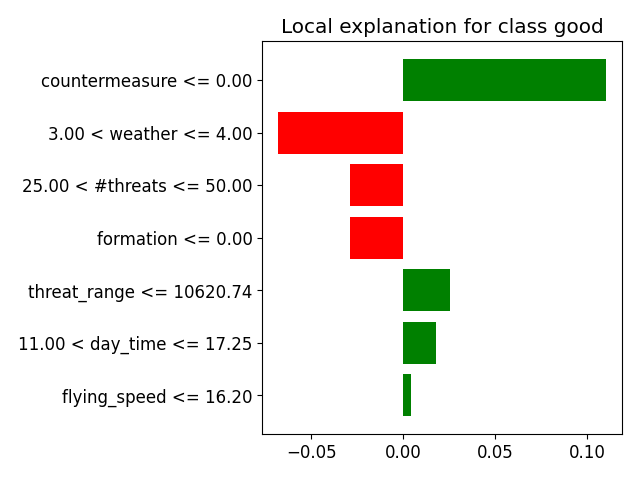 Local explanation for class good
countermeasure <= 0.00
3.00 < weather <= 4.00
25.00 < #threats <= 50.00
formation <= 0.00
threat_range <= 10620.74
11.00 < day_time <= 17.25
flying_speed <= 16.20
−0.05 0.00 0.05 0.10